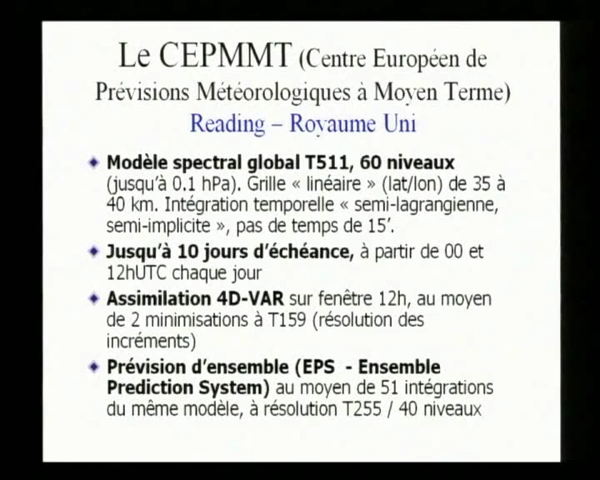 Le CEPMMT (Centre Européen de
Prévisions Météorologiques à Moyen Terme)
Reading – Royaume Uni
Modèle spectral global T511, 60 niveaux
(jusqu'à 0.1 hPa). Grille « linéaire » (lat/lon) de 35 à
40 km. Intégration temporelle « semi-lagrangienne,
semi-implicite », pas de temps de 15'.
Jusqu'à 10 jours d'échéance, à partir de 00 et
12hUTC chaque jour
Assimilation 4D-VAR sur fenêtre 12h, au moyen
de 2 minimisations à T159 (résolution des
incréments)
Prévision d'ensemble (EPS - Ensemble
Prediction System) au moyen de 51 intégrations
du même modèle, à résolution T255 / 40 niveaux